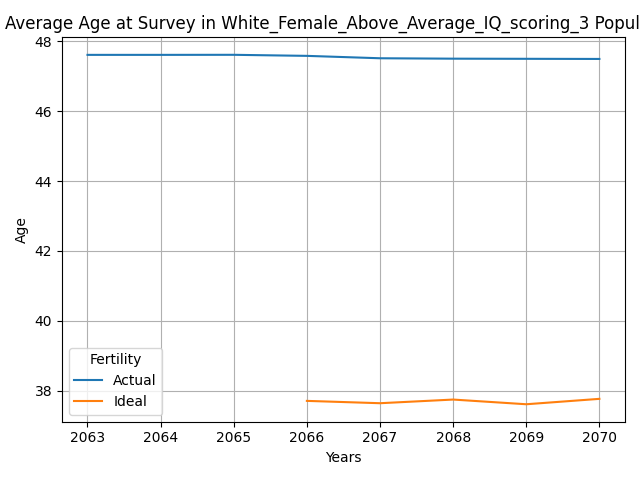 Average Age at Survey in White_Female_Above_Average_IQ_scoring_3 Popul
48
46
44
42
40
38
Age
Fertility
Actual
Ideal
2063 2064 2065 2066 2067 2068 2069 2070
Years